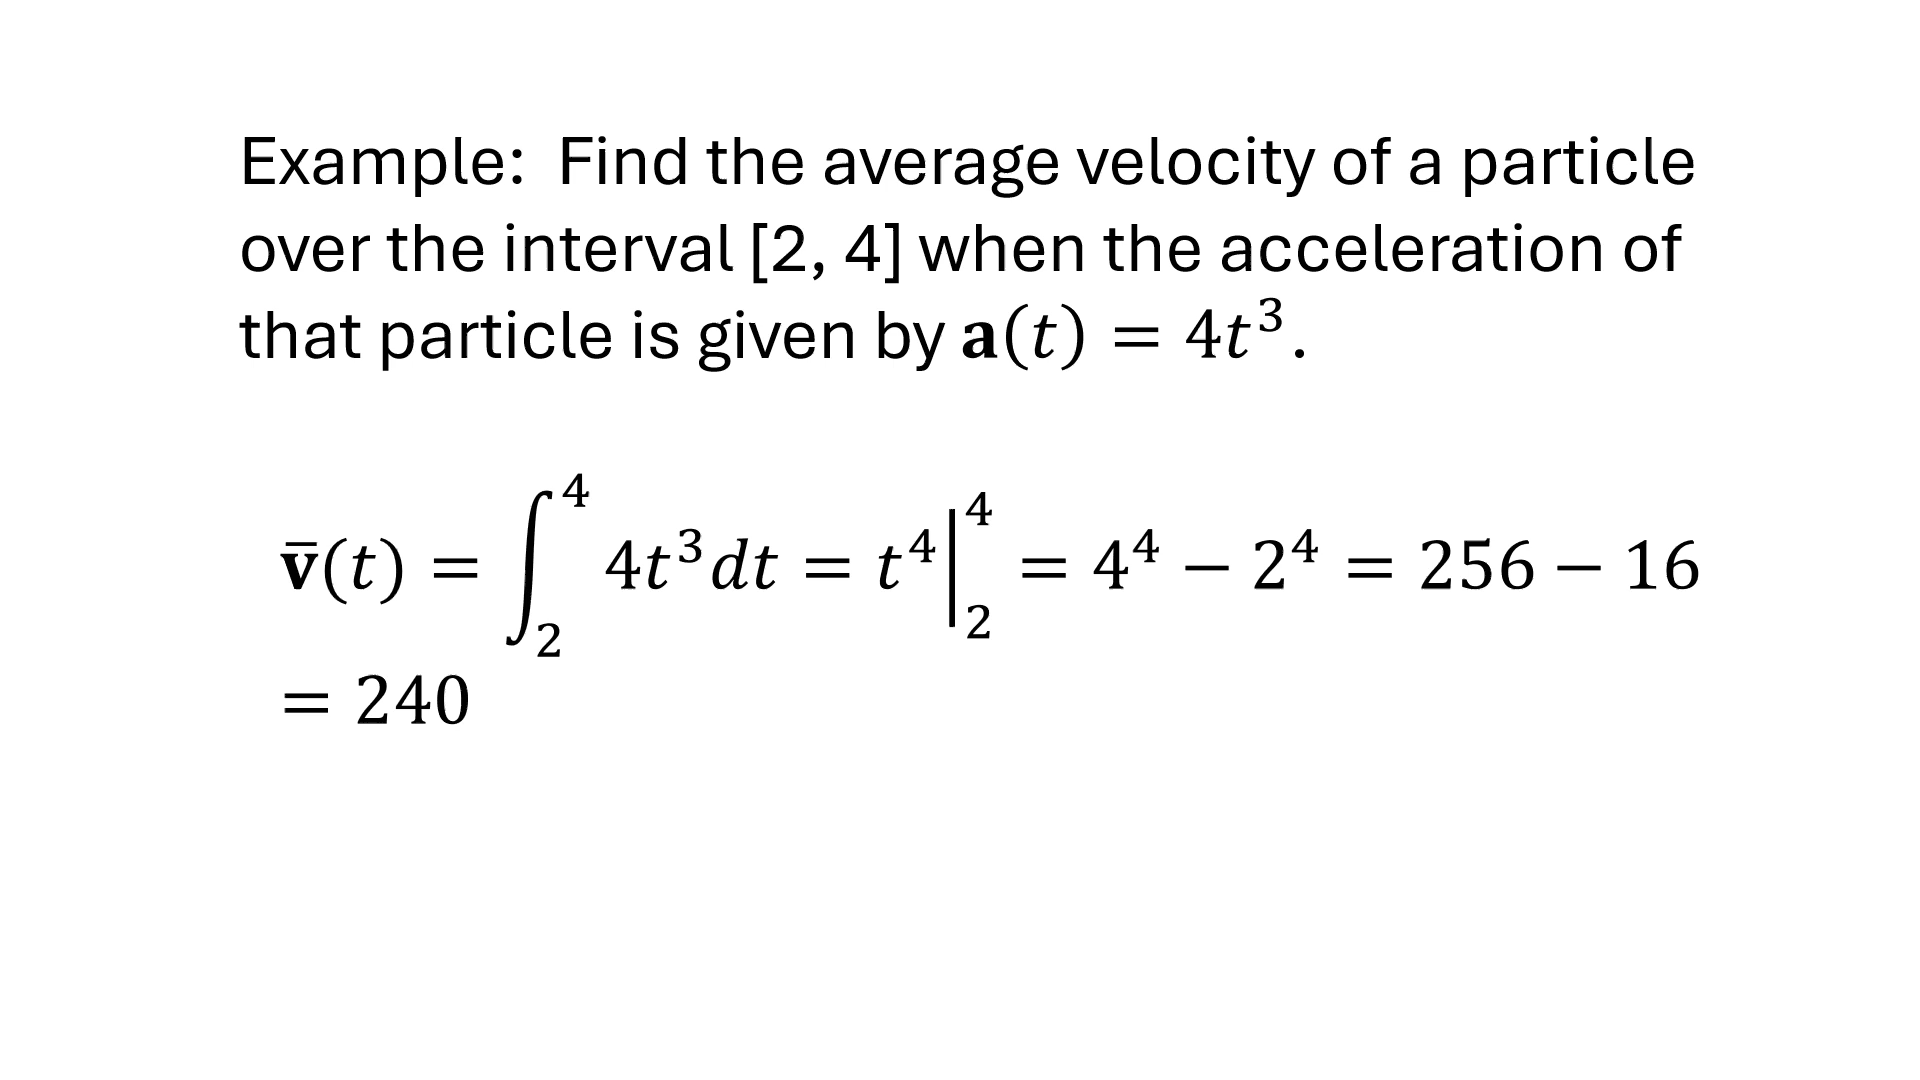 Example:  Find the average velocity of a particle
over the interval [2, 4] when the acceleration of
that particle is given by 𝐚(𝑡) = 4𝑡³.
𝐯̅(𝑡) = ∫₂⁴ 4𝑡³𝑑𝑡 = 𝑡⁴|₂⁴ = 4⁴ − 2⁴ = 256 − 16
= 240